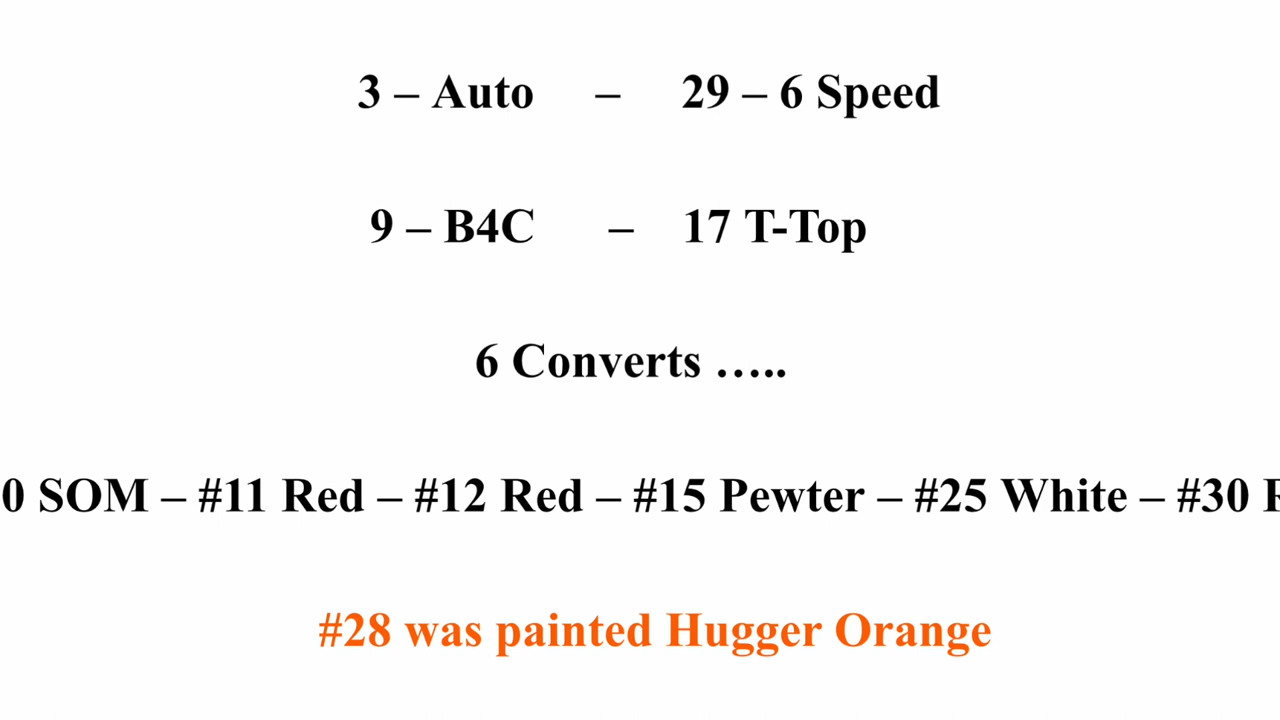 3 – Auto – 29 – 6 Speed
9 – B4C – 17 T-Top
6 Converts …..
0 SOM – #11 Red – #12 Red – #15 Pewter – #25 White – #30
#28 was painted Hugger Orange